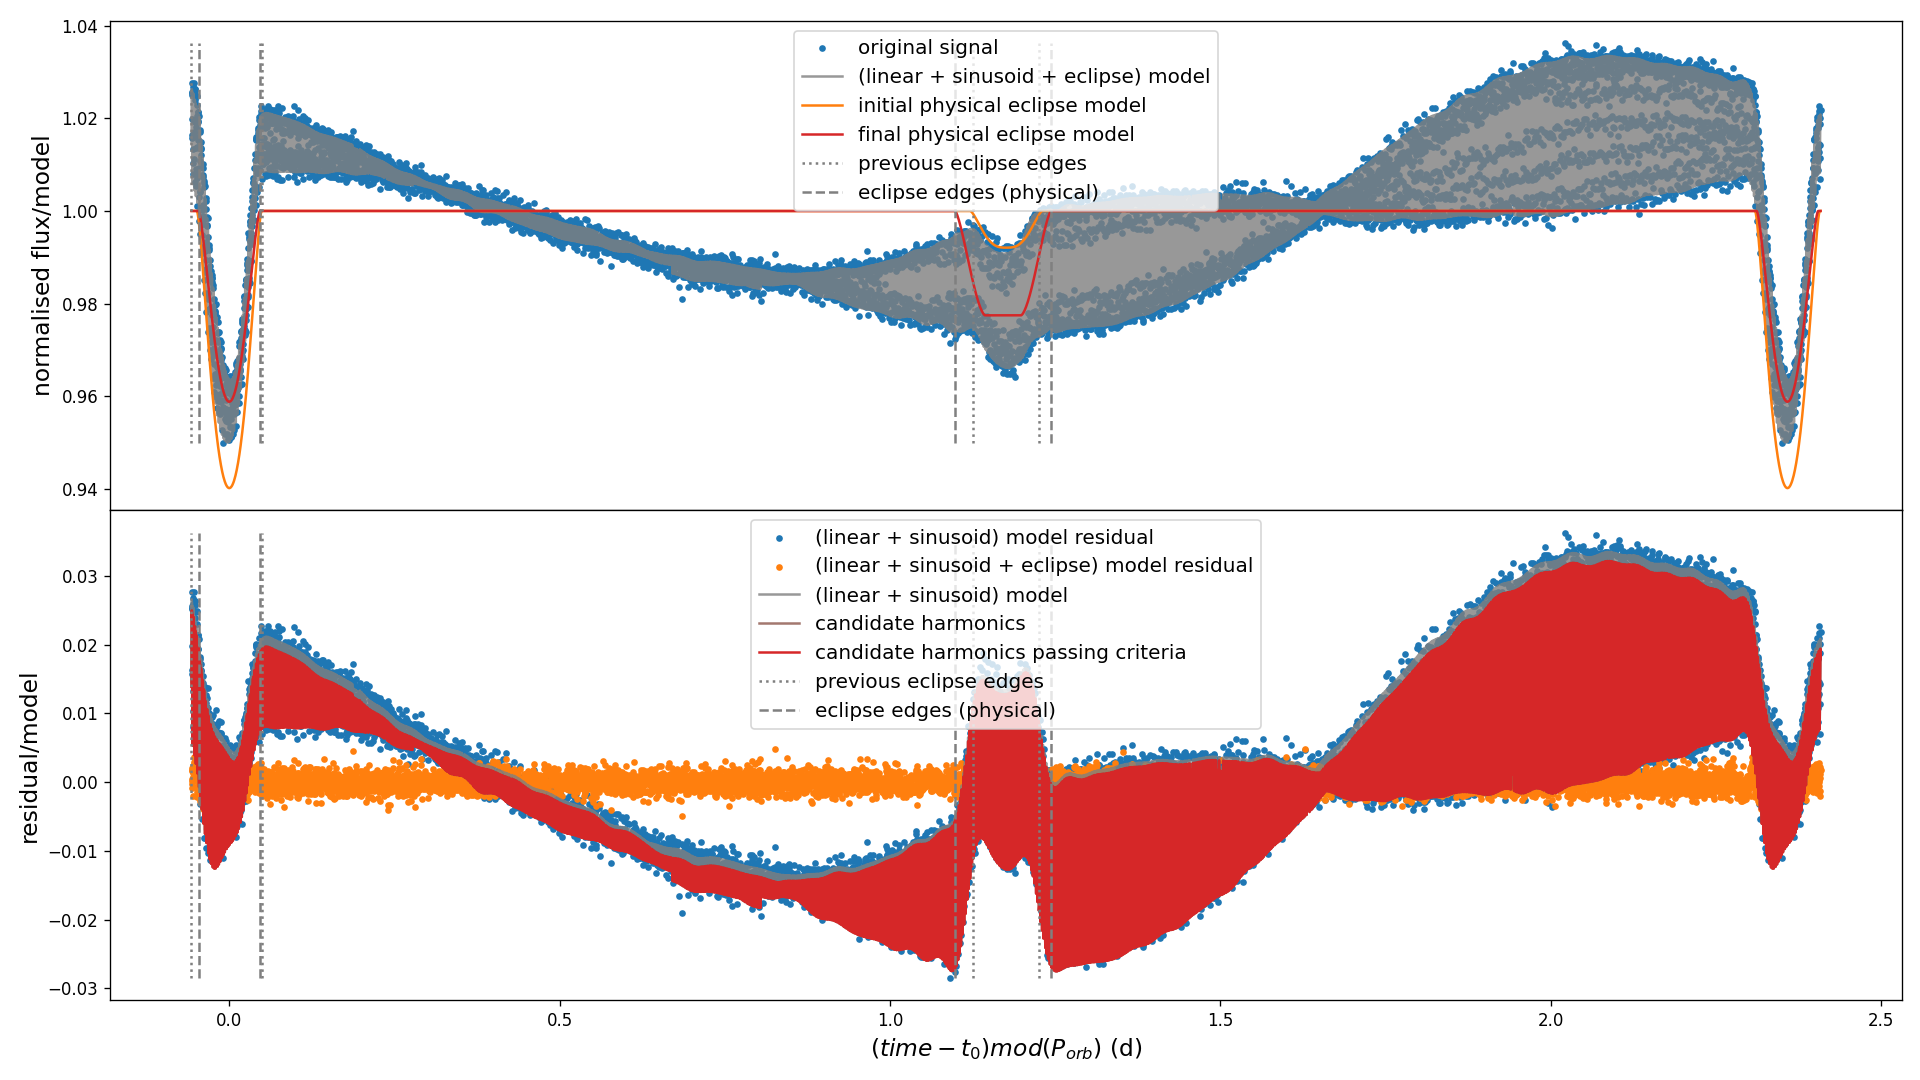 1.04
1.02
1.00
0.98
0.96
0.94
normalised flux/model
original signal
(linear + sinusoid + eclipse) model
initial physical eclipse model
final physical eclipse model
previous eclipse edges
eclipse edges (physical)
0.03
0.02
0.01
0.00
−0.01
−0.02
−0.03
residual/model
(linear + sinusoid) model residual
(linear + sinusoid + eclipse) model residual
(linear + sinusoid) model
candidate harmonics
candidate harmonics passing criteria
previous eclipse edges
eclipse edges (physical)
0.0 0.5 1.0 1.5 2.0 2.5
(time − t₀)mod(Pₒᵣb) (d)